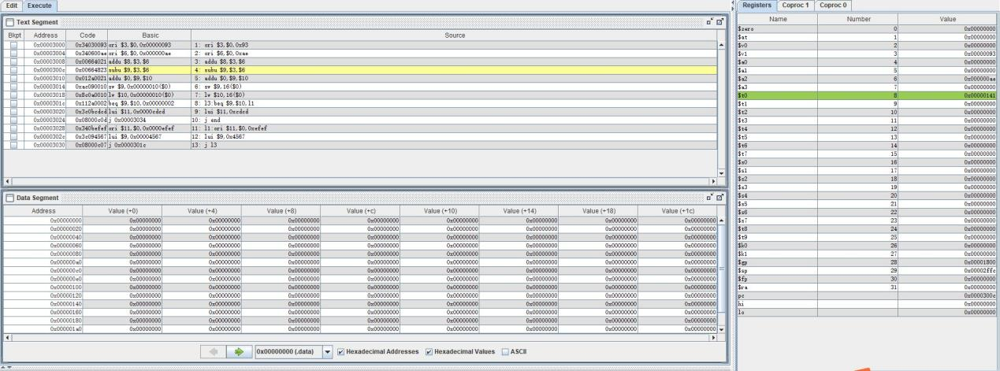 Edit Execute
Text Segment
Bkpt Address Code Basic Source
0x00003000 0x34030093 ori $3,$0,0x00000093 1: ori $3,$0,0x93
0x00003004 0x340600ae ori $6,$0,0x000000ae 2: ori $6,$0,0xae
0x00003008 0x00664021 addu $8,$3,$6 3: addu $8,$3,$6
0x0000300c 0x00664823 subu $9,$3,$6 4: subu $9,$3,$6
0x00003010 0x012a0021 addu $0,$9,$10 5: addu $0,$9,$10
0x00003014 0xac090010 sw $9,0x00000010($0) 6: sw $9,16($0)
0x00003018 0x8c0a0010 lw $10,0x00000010($0) 7: lw $10,16($0)
0x0000301c 0x112a0002 beq $9,$10,0x00000002 8: l3:beq $9,$10,l1
0x00003020 0x3c0bcdcd lui $11,0x0000cdcd 9: lui $11,0xcdcd
0x00003024 0x08000c0d j 0x00003034 10: j end
0x00003028 0x340befef ori $11,$0,0x0000efef 11: l1:ori $11,$0,0xefef
0x0000302c 0x3c094567 lui $9,0x00004567 12: lui $9,0x4567
0x00003030 0x08000c07 j 0x0000301c 13: j l3
Data Segment
Address Value (+0) Value (+4) Value (+8) Value (+c) Value (+10) Value (+14) Value (+18) Value (+1c)
0x00000000 0x00000000 0x00000000 0x00000000 0x00000000 0x00000000 0x00000000 0x00000000 0x00000000
0x00000020 0x00000000 0x00000000 0x00000000 0x00000000 0x00000000 0x00000000 0x00000000 0x00000000
0x00000040 0x00000000 0x00000000 0x00000000 0x00000000 0x00000000 0x00000000 0x00000000 0x00000000
0x00000060 0x00000000 0x00000000 0x00000000 0x00000000 0x00000000 0x00000000 0x00000000 0x00000000
0x00000080 0x00000000 0x00000000 0x00000000 0x00000000 0x00000000 0x00000000 0x00000000 0x00000000
0x000000a0 0x00000000 0x00000000 0x00000000 0x00000000 0x00000000 0x00000000 0x00000000 0x00000000
0x000000c0 0x00000000 0x00000000 0x00000000 0x00000000 0x00000000 0x00000000 0x00000000 0x00000000
0x000000e0 0x00000000 0x00000000 0x00000000 0x00000000 0x00000000 0x00000000 0x00000000 0x00000000
0x00000100 0x00000000 0x00000000 0x00000000 0x00000000 0x00000000 0x00000000 0x00000000 0x00000000
0x00000120 0x00000000 0x00000000 0x00000000 0x00000000 0x00000000 0x00000000 0x00000000 0x00000000
0x00000140 0x00000000 0x00000000 0x00000000 0x00000000 0x00000000 0x00000000 0x00000000 0x00000000
0x00000160 0x00000000 0x00000000 0x00000000 0x00000000 0x00000000 0x00000000 0x00000000 0x00000000
0x00000180 0x00000000 0x00000000 0x00000000 0x00000000 0x00000000 0x00000000 0x00000000 0x00000000
0x000001a0 0x00000000 0x00000000 0x00000000 0x00000000 0x00000000 0x00000000 0x00000000 0x00000000
0x00000000 (.data) Hexadecimal Addresses Hexadecimal Values ASCII
Registers Coproc 1 Coproc 0
Name Number Value
$zero 0 0x00000000
$at 1 0x00000000
$v0 2 0x00000000
$v1 3 0x00000093
$a0 4 0x00000000
$a1 5 0x00000000
$a2 6 0x000000ae
$a3 7 0x00000000
$t0 8 0x00000141
$t1 9 0x00000000
$t2 10 0x00000000
$t3 11 0x00000000
$t4 12 0x00000000
$t5 13 0x00000000
$t6 14 0x00000000
$t7 15 0x00000000
$s0 16 0x00000000
$s1 17 0x00000000
$s2 18 0x00000000
$s3 19 0x00000000
$s4 20 0x00000000
$s5 21 0x00000000
$s6 22 0x00000000
$s7 23 0x00000000
$t8 24 0x00000000
$t9 25 0x00000000
$k0 26 0x00000000
$k1 27 0x00000000
$gp 28 0x00001800
$sp 29 0x00002ffc
$fp 30 0x00000000
$ra 31 0x00000000
pc 0x0000300c
hi 0x00000000
lo 0x00000000